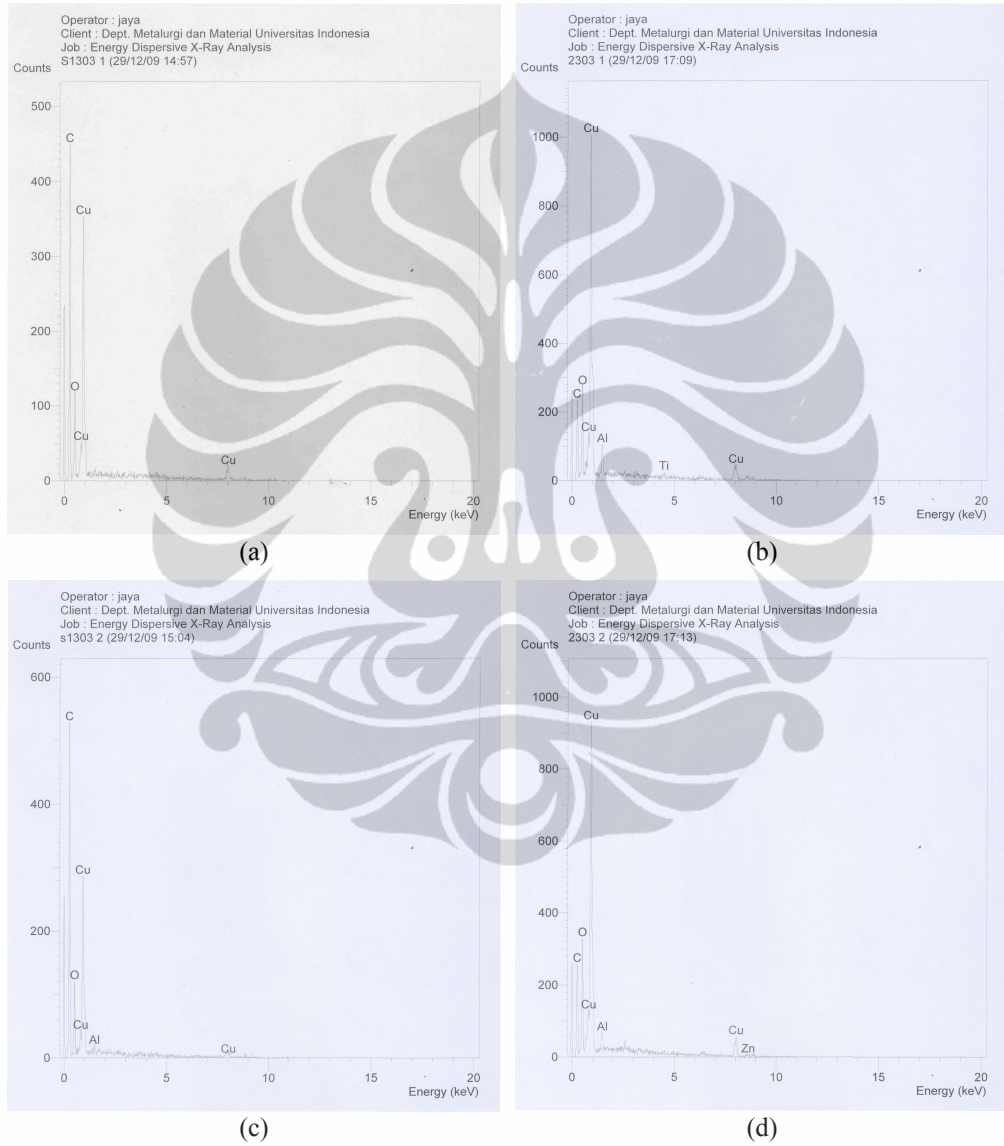 Operator : jaya
Client : Dept. Metalurgi dan Material Universitas Indonesia
Job : Energy Dispersive X-Ray Analysis
S1303 1 (29/12/09 14:57)
Counts
500
400
300
200
100
0
C
Cu
O
Cu
Cu
0 5 10 15 20
Energy (keV)
(a)
Operator : jaya
Client : Dept. Metalurgi dan Material Universitas Indonesia
Job : Energy Dispersive X-Ray Analysis
2303 1 (29/12/09 17:09)
Counts
1000
800
600
400
200
0
Cu
O
C
Cu
Al
Ti
Cu
0 5 10 15 20
Energy (keV)
(b)
Operator : jaya
Client : Dept. Metalurgi dan Material Universitas Indonesia
Job : Energy Dispersive X-Ray Analysis
s1303 2 (29/12/09 15:04)
Counts
600
400
200
0
C
Cu
O
Cu
Al
Cu
0 5 10 15 20
Energy (keV)
(c)
Operator : jaya
Client : Dept. Metalurgi dan Material Universitas Indonesia
Job : Energy Dispersive X-Ray Analysis
2303 2 (29/12/09 17:13)
Counts
1000
800
600
400
200
0
Cu
O
C
Cu
Al
Cu
Zn
0 5 10 15 20
Energy (keV)
(d)